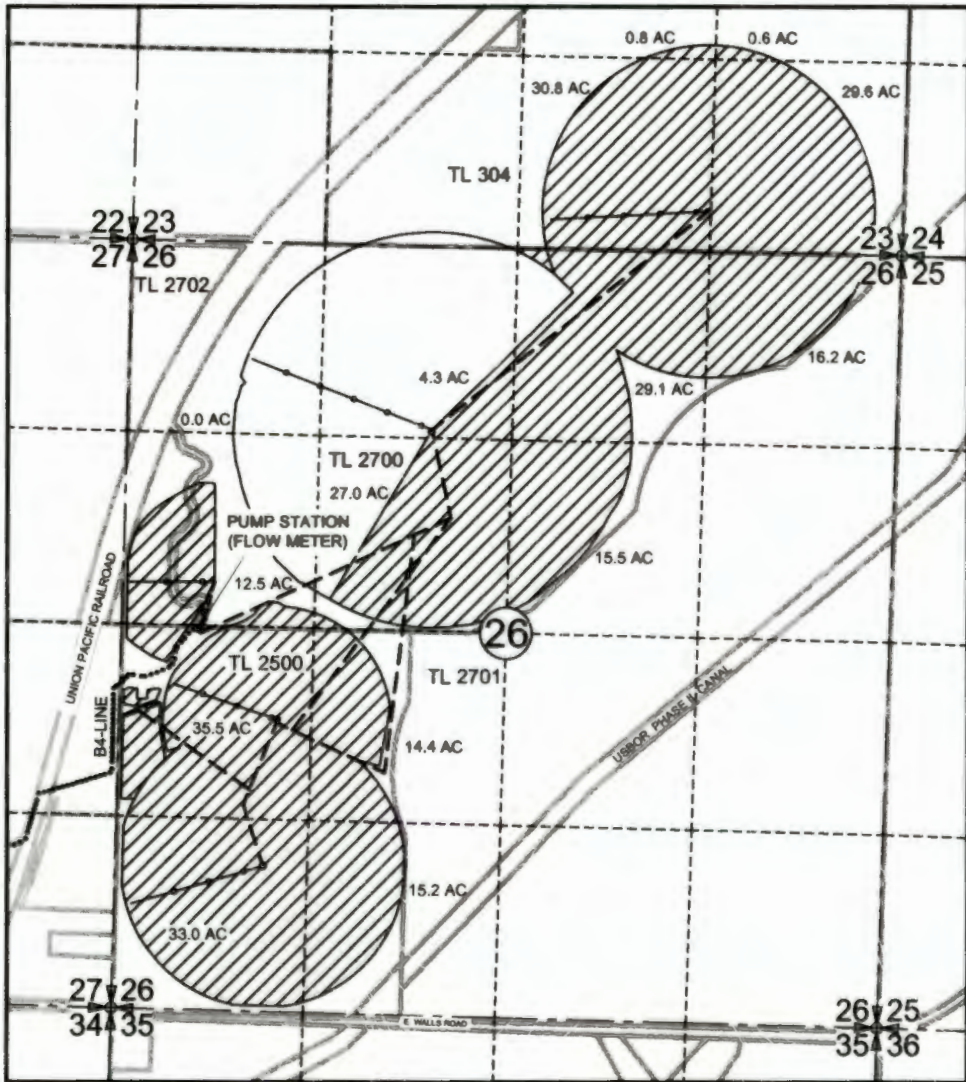 0.8 AC
0.6 AC
30.8 AC
29.6 AC
TL 304
22 23
27 26
23 24
26 25
TL 2702
16.2 AC
4.3 AC
29.1 AC
0.0 AC
TL 2700
27.0 AC
PUMP STATION
(FLOW METER)
12.5 AC
15.5 AC
UNION PACIFIC RAILROAD
26
TL 2500
TL 2701
B4-LINE
35.5 AC
14.4 AC
USBOR PHASE II CANAL
15.2 AC
33.0 AC
27 26
34 35
E WALLS ROAD
26 25
35 36